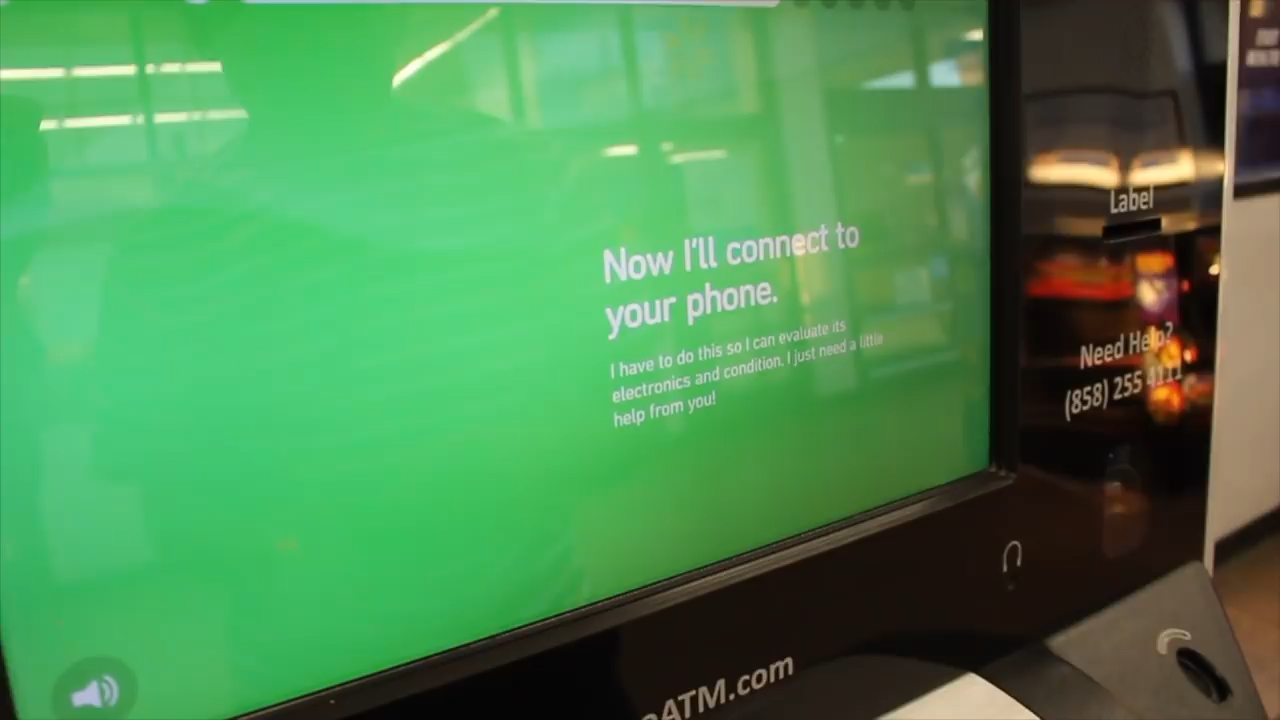 Now I'll connect to
your phone.
I have to do this so I can evaluate its
electronics and condition. I just need a little
help from you!
Label
Need Help?
(858) 255 4111
ATM.com